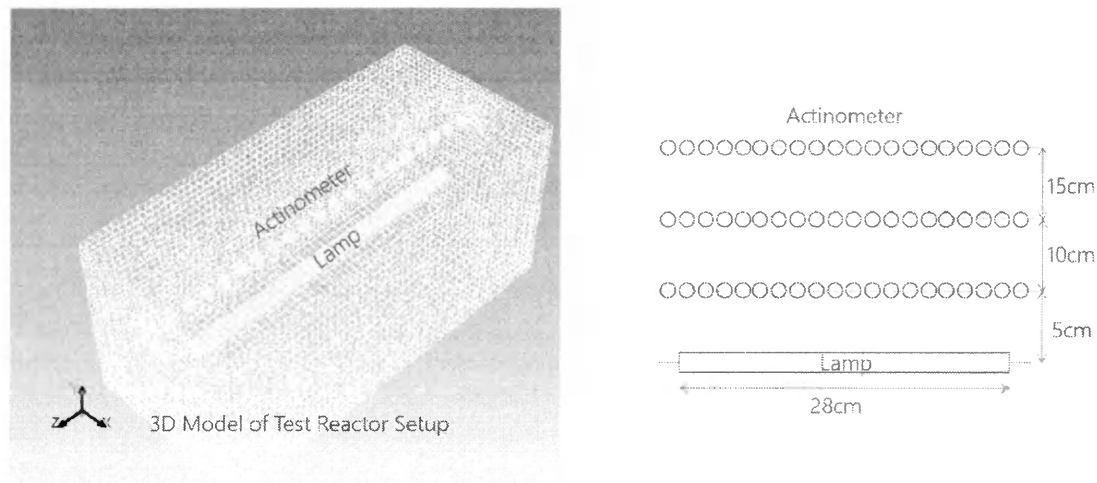 Actinometer
Lamp
Z
X
3D Model of Test Reactor Setup
Actinometer
15cm
10cm
5cm
Lamp
28cm